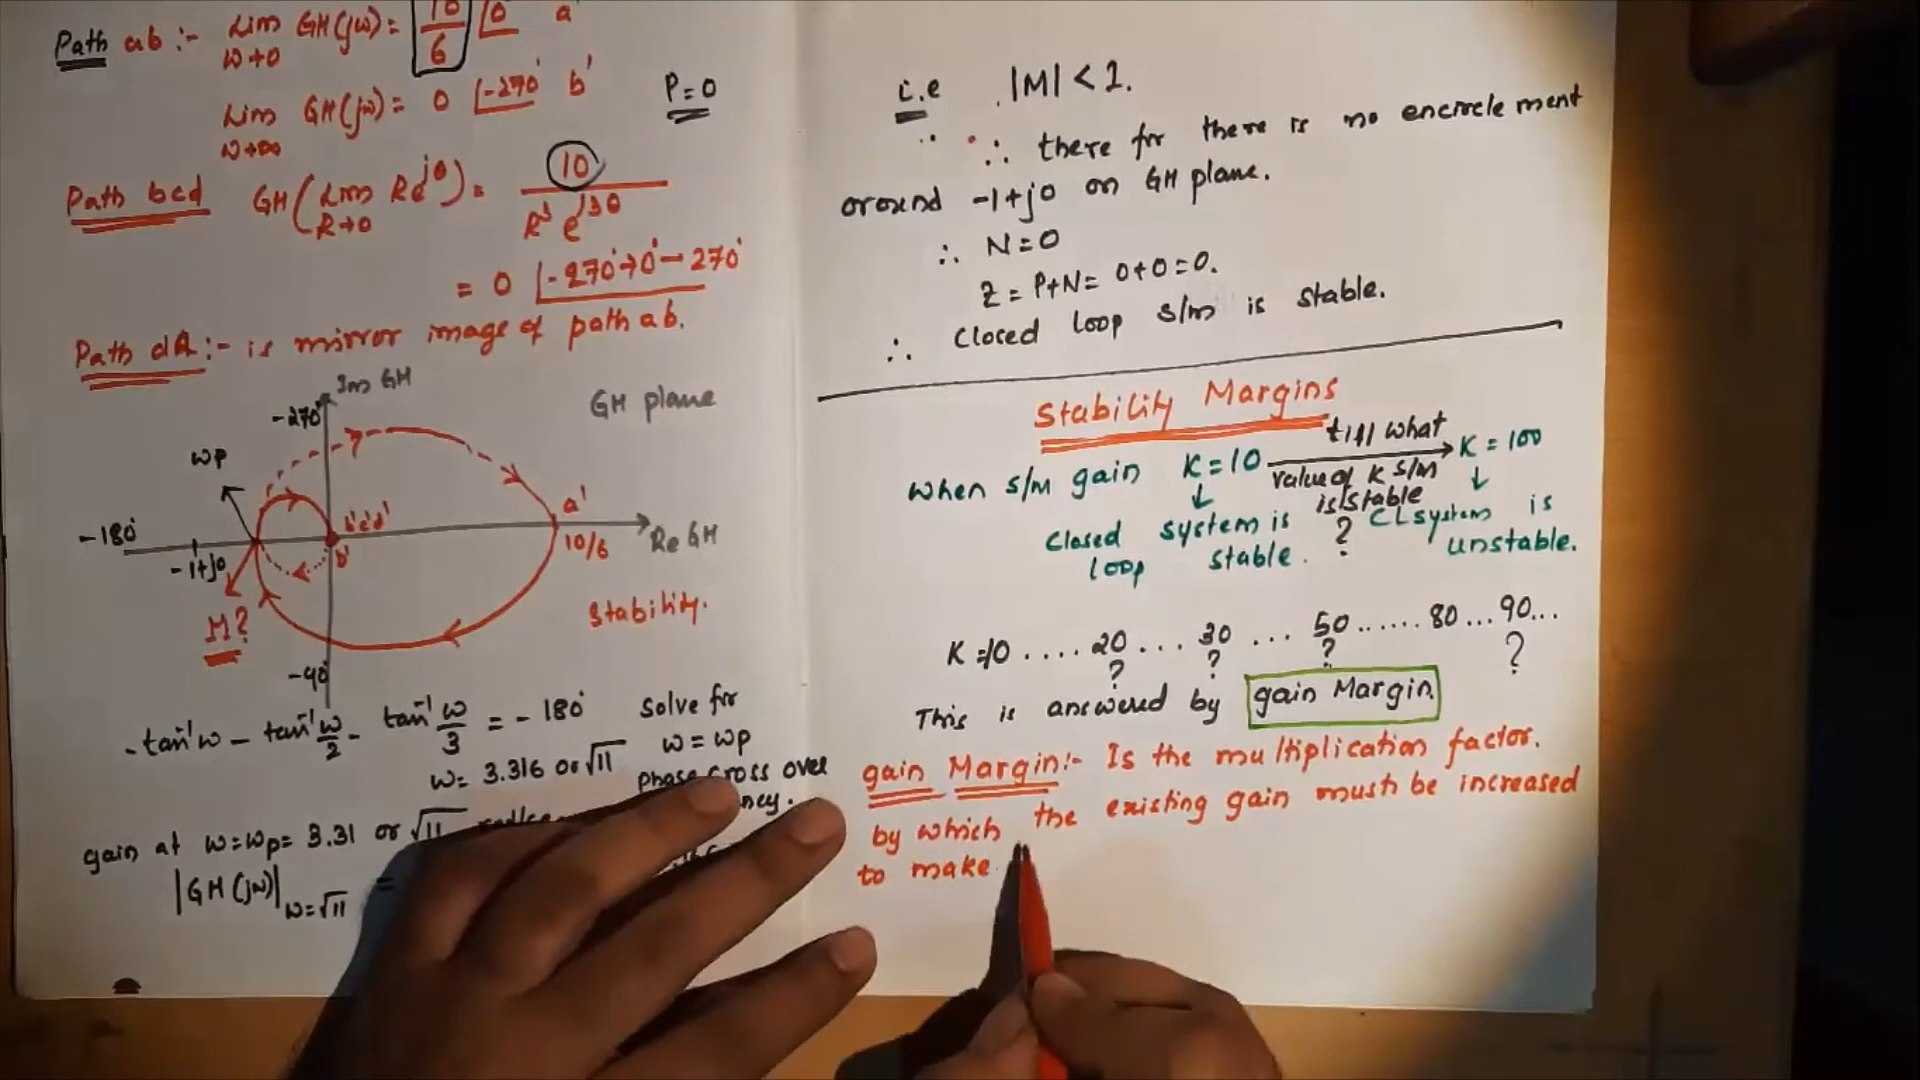 Path ab :- Lim GH(jω) = 10/6 ∠0° a'
ω→0
Lim GH(jω) = 0 ∠-270° b'
ω→∞
P=0
Path bcd GH(Lim Re^jθ) = 10
R→0 R³ e^j3θ
= 0 ∠-270°→0°-270°
Path da :- is mirror image of path ab.
Im GH
-270°
GH plane
ωp
-180°
b'c'd'
a'
b'
10/6
Re GH
-1+j0
M?
Stability.
-90°
-tan⁻¹ω - tan⁻¹ω/2 - tan⁻¹ω/3 = -180° Solve for
ω = 3.316 or √11 ω = ωp
phase cross over
gain at ω=ωp= 3.31 or √11
|GH(jω)|ω=√11 =
i.e |M| < 1.
∴ there for there is no encirclement
around -1+j0 on GH plane.
∴ N=0
Z = P+N = 0+0=0.
∴ Closed loop s/m is stable.
Stability Margins
When s/m gain K=10 till what K = 100
value of K s/m
is stable
?
↓ ↓
Closed system is CL system is
loop stable. unstable.
K=10 .... 20 ... 30 ... 50 ...... 80 ... 90...
? ? ? ?
This is answered by gain Margin.
gain Margin:- Is the multiplication factor.
by which the existing gain must be increased
to make